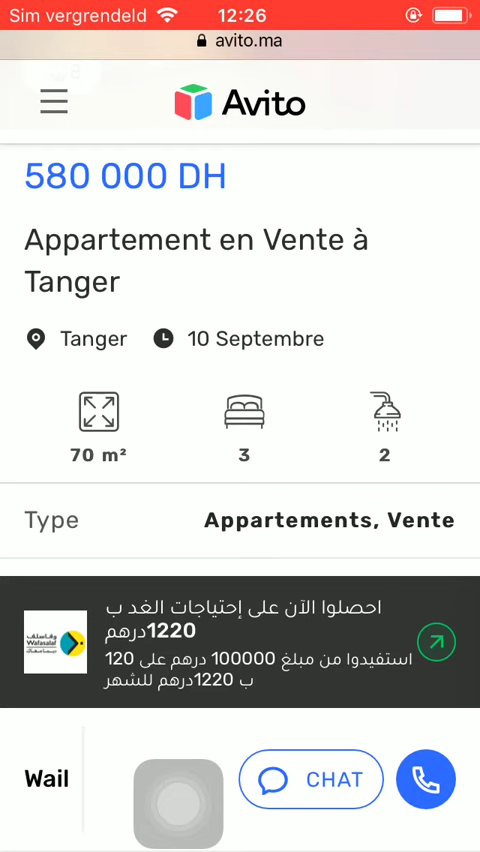 Sim vergrendeld 12:26
avito.ma
Avito
580 000 DH
Appartement en Vente à
Tanger
Tanger 10 Septembre
70 m² 3 2
Type Appartements, Vente
احصلوا الآن على إحتياجات الغد ب
1220درهم
استفيدوا من مبلغ 100000 درهم على 120
ب 1220درهم للشهر
وفاسلف
Wafasalaf
Wail CHAT